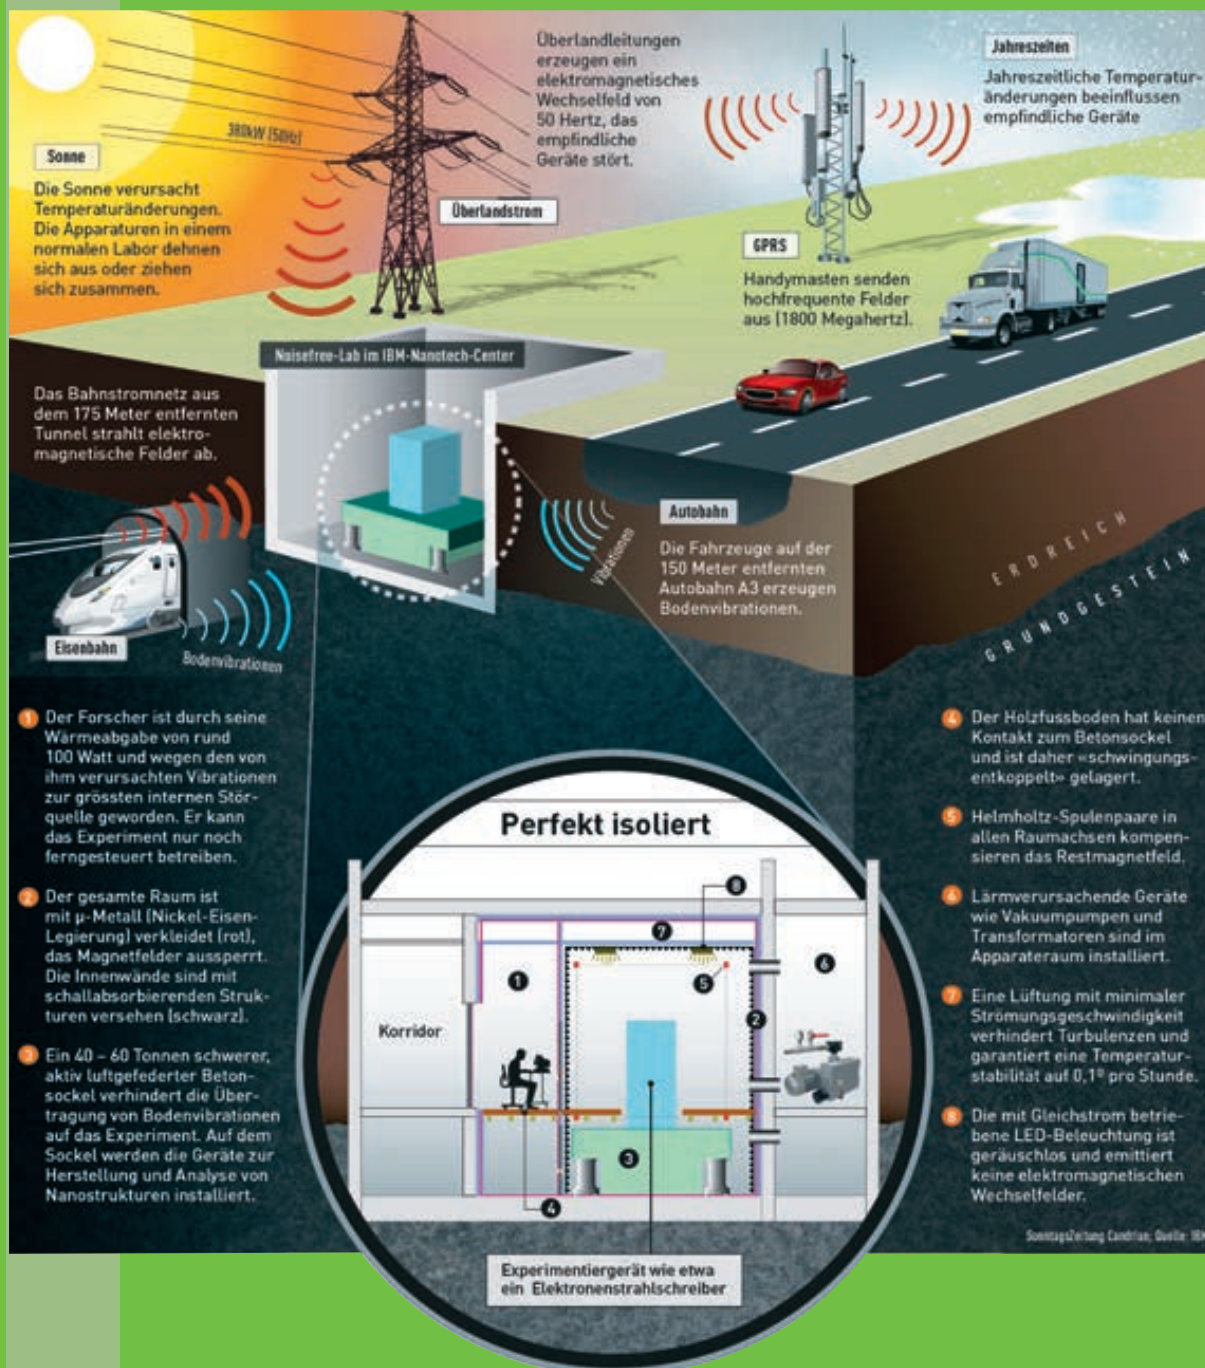 Überlandleitungen
erzeugen ein
elektromagnetisches
Wechselfeld von
50 Hertz, das
empfindliche
Geräte stört.
Jahreszeiten
Jahreszeitliche Temperatur-
änderungen beeinflussen
empfindliche Geräte
380kW (50Hz)
Sonne
Die Sonne verursacht
Temperaturänderungen.
Die Apparaturen in einem
normalen Labor dehnen
sich aus oder ziehen
sich zusammen.
Überlandstrom
GPRS
Handymasten senden
hochfrequente Felder
aus (1800 Megahertz).
Noisefree-Lab im IBM-Nanotech-Center
Das Bahnstromnetz aus
dem 175 Meter entfernten
Tunnel strahlt elektro-
magnetische Felder ab.
Autobahn
Die Fahrzeuge auf der
150 Meter entfernten
Autobahn A3 erzeugen
Bodenvibrationen.
Vibrationen
ERDREICH
GRUNDGESTEIN
Eisenbahn
Bodenvibrationen
1 Der Forscher ist durch seine
Wärmeabgabe von rund
100 Watt und wegen den von
ihm verursachten Vibrationen
zur grössten internen Stör-
quelle geworden. Er kann
das Experiment nur noch
ferngesteuert betreiben.
2 Der gesamte Raum ist
mit µ-Metall (Nickel-Eisen-
Legierung) verkleidet (rot),
das Magnetfelder aussperrt.
Die Innenwände sind mit
schallabsorbierenden Struk-
turen versehen (schwarz).
3 Ein 40 – 60 Tonnen schwerer,
aktiv luftgefederter Beton-
sockel verhindert die Über-
tragung von Bodenvibrationen
auf das Experiment. Auf dem
Sockel werden die Geräte zur
Herstellung und Analyse von
Nanostrukturen installiert.
4 Der Holzfussboden hat keinen
Kontakt zum Betonsockel
und ist daher «schwingungs-
entkoppelt» gelagert.
5 Helmholtz-Spulenpaare in
allen Raumachsen kompen-
sieren das Restmagnetfeld.
6 Lärmverursachende Geräte
wie Vakuumpumpen und
Transformatoren sind im
Apparateraum installiert.
7 Eine Lüftung mit minimaler
Strömungsgeschwindigkeit
verhindert Turbulenzen und
garantiert eine Temperatur-
stabilität auf 0,1º pro Stunde.
8 Die mit Gleichstrom betrie-
bene LED-Beleuchtung ist
geräuschlos und emittiert
keine elektromagnetischen
Wechselfelder.
SonntagsZeitung Candrian; Quelle: IBM
Perfekt isoliert
8
7
1
5
6
2
Korridor
3
4
Experimentiergerät wie etwa
ein Elektronenstrahlschreiber